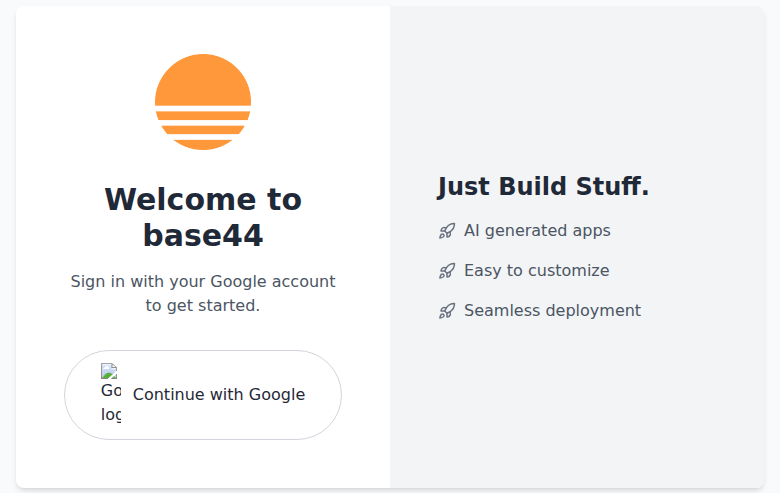 Welcome to
base44
Sign in with your Google account
to get started.
Go
log
Continue with Google
Just Build Stuff.
AI generated apps
Easy to customize
Seamless deployment